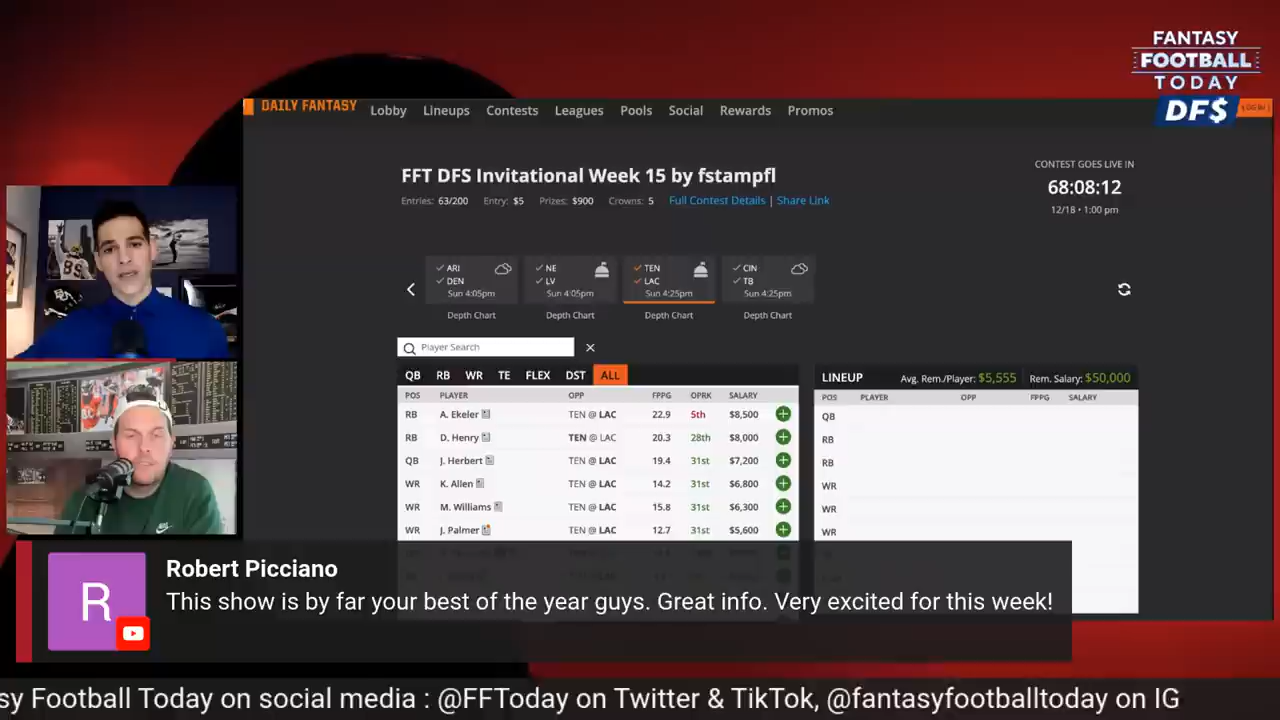 FANTASY
FOOTBALL
TODAY
DF$
DAILY FANTASY
Lobby Lineups Contests Leagues Pools Social Rewards Promos
LOG IN
FFT DFS Invitational Week 15 by fstampfl
Entries: 63/200 Entry: $5 Prizes: $900 Crowns: 5 Full Contest Details | Share Link
CONTEST GOES LIVE IN
68:08:12
12/18 • 1:00 pm
ARI
DEN
Sun 4:05pm
Depth Chart
NE
LV
Sun 4:05pm
Depth Chart
TEN
LAC
Sun 4:25pm
Depth Chart
CIN
TB
Sun 4:25pm
Depth Chart
Player Search
QB RB WR TE FLEX DST ALL
POS PLAYER OPP FPPG OPRK SALARY
RB A. Ekeler TEN @ LAC 22.9 5th $8,500
RB D. Henry TEN @ LAC 20.3 28th $8,000
QB J. Herbert TEN @ LAC 19.4 31st $7,200
WR K. Allen TEN @ LAC 14.2 31st $6,800
WR M. Williams TEN @ LAC 15.8 31st $6,300
WR J. Palmer TEN @ LAC 12.7 31st $5,600
LINEUP Avg. Rem./Player: $5,555 Rem. Salary: $50,000
POS PLAYER OPP FPPG SALARY
QB
RB
RB
WR
WR
WR
89
R
Robert Picciano
This show is by far your best of the year guys. Great info. Very excited for this week!
sy Football Today on social media : @FFToday on Twitter & TikTok, @fantasyfootballtoday on IG